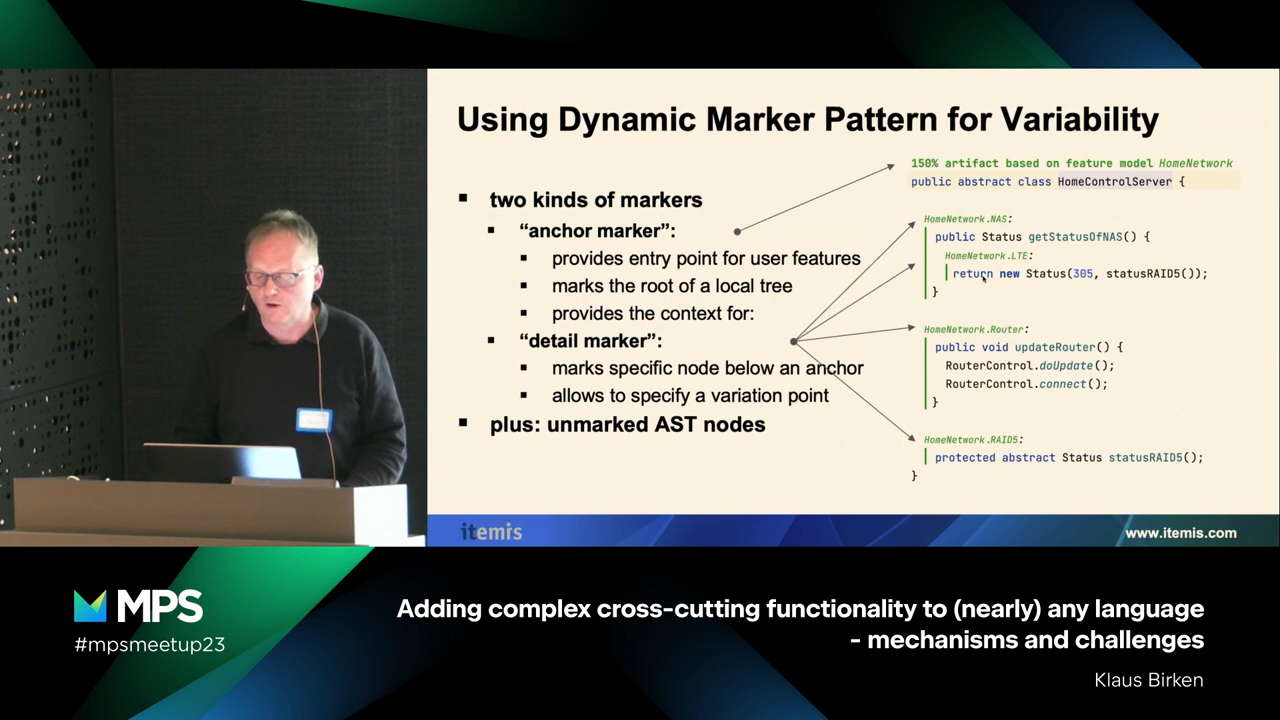 Using Dynamic Marker Pattern for Variability
▪ two kinds of markers
▪ “anchor marker”:
▪ provides entry point for user features
▪ marks the root of a local tree
▪ provides the context for:
▪ “detail marker”:
▪ marks specific node below an anchor
▪ allows to specify a variation point
▪ plus: unmarked AST nodes
150% artifact based on feature model HomeNetwork
public abstract class HomeControlServer {
HomeNetwork.NAS:
public Status getStatusOfNAS() {
HomeNetwork.LTE:
return new Status(305, statusRAID5());
}
HomeNetwork.Router:
public void updateRouter() {
RouterControl.doUpdate();
RouterControl.connect();
}
HomeNetwork.RAID5:
protected abstract Status statusRAID5();
}
itemis
www.itemis.com
MPS
#mpsmeetup23
Adding complex cross-cutting functionality to (nearly) any language
- mechanisms and challenges
Klaus Birken